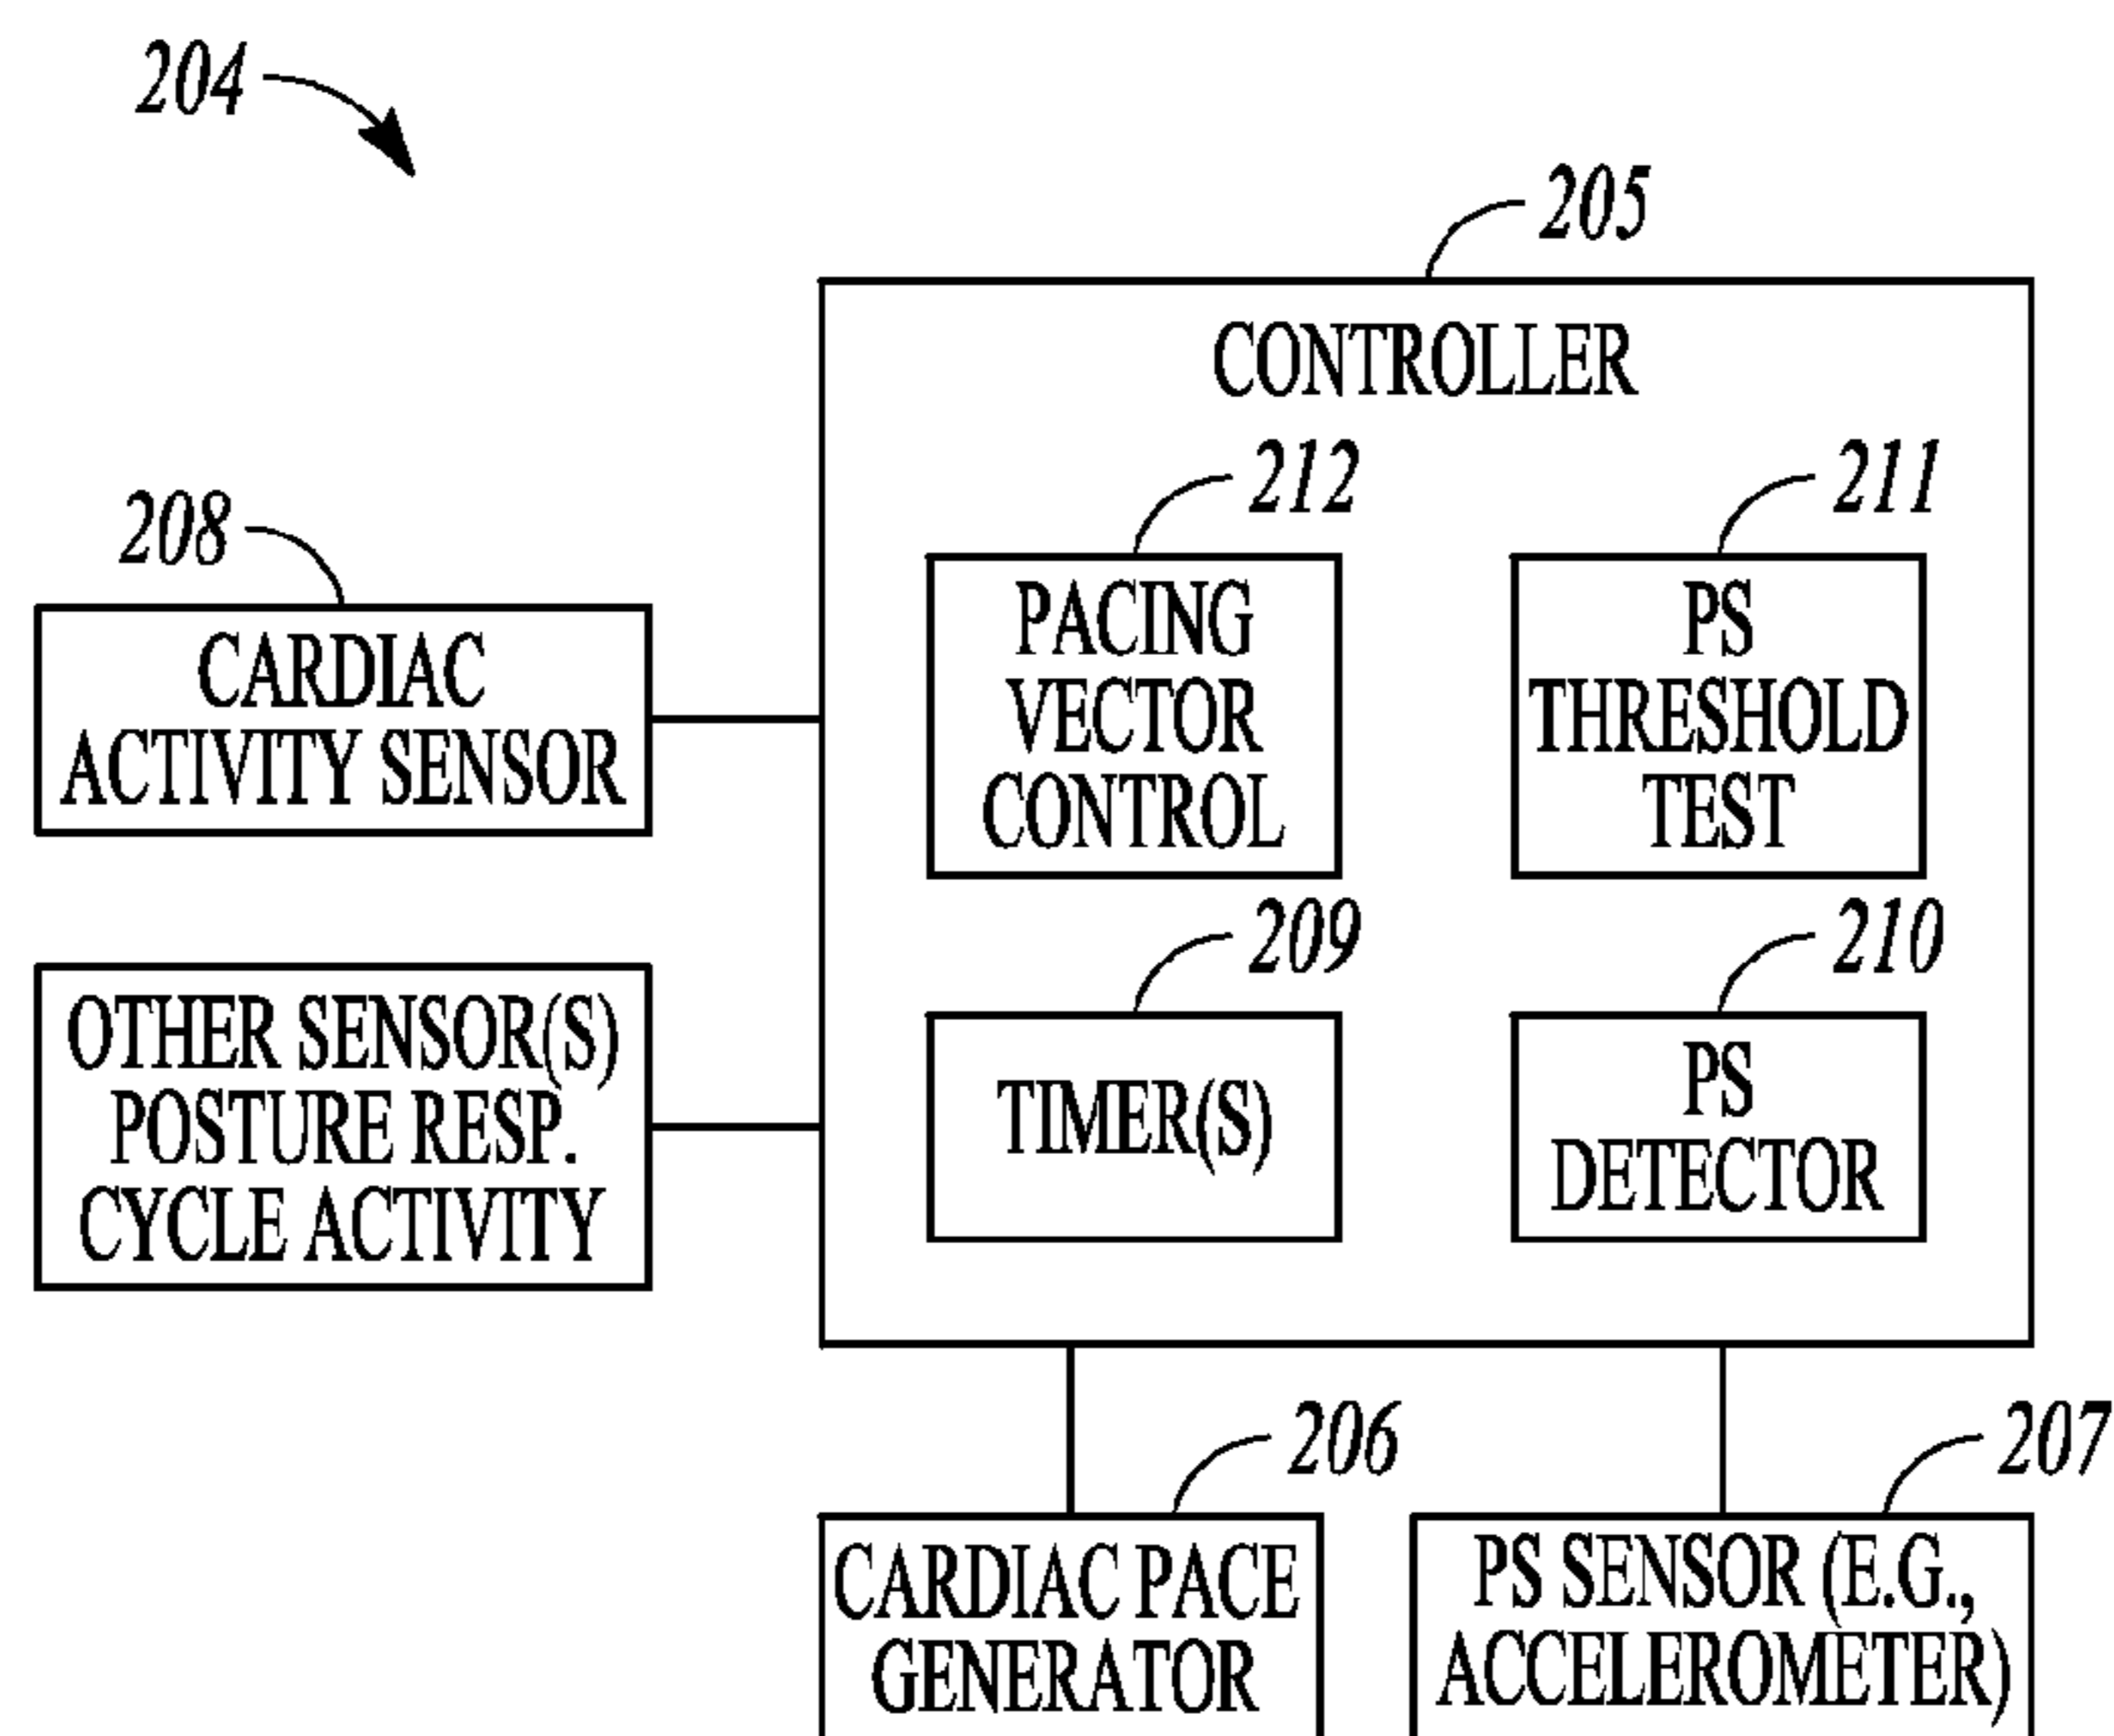 204
205
CONTROLLER
212
211
PACING
VECTOR
CONTROL
PS
THRESHOLD
TEST
208
CARDIAC
ACTIVITY SENSOR
209
210
OTHER SENSOR(S)
POSTURE RESP.
CYCLE ACTIVITY
TIMER(S)
PS
DETECTOR
206
207
CARDIAC PACE
GENERATOR
PS SENSOR (E.G.,
ACCELEROMETER)